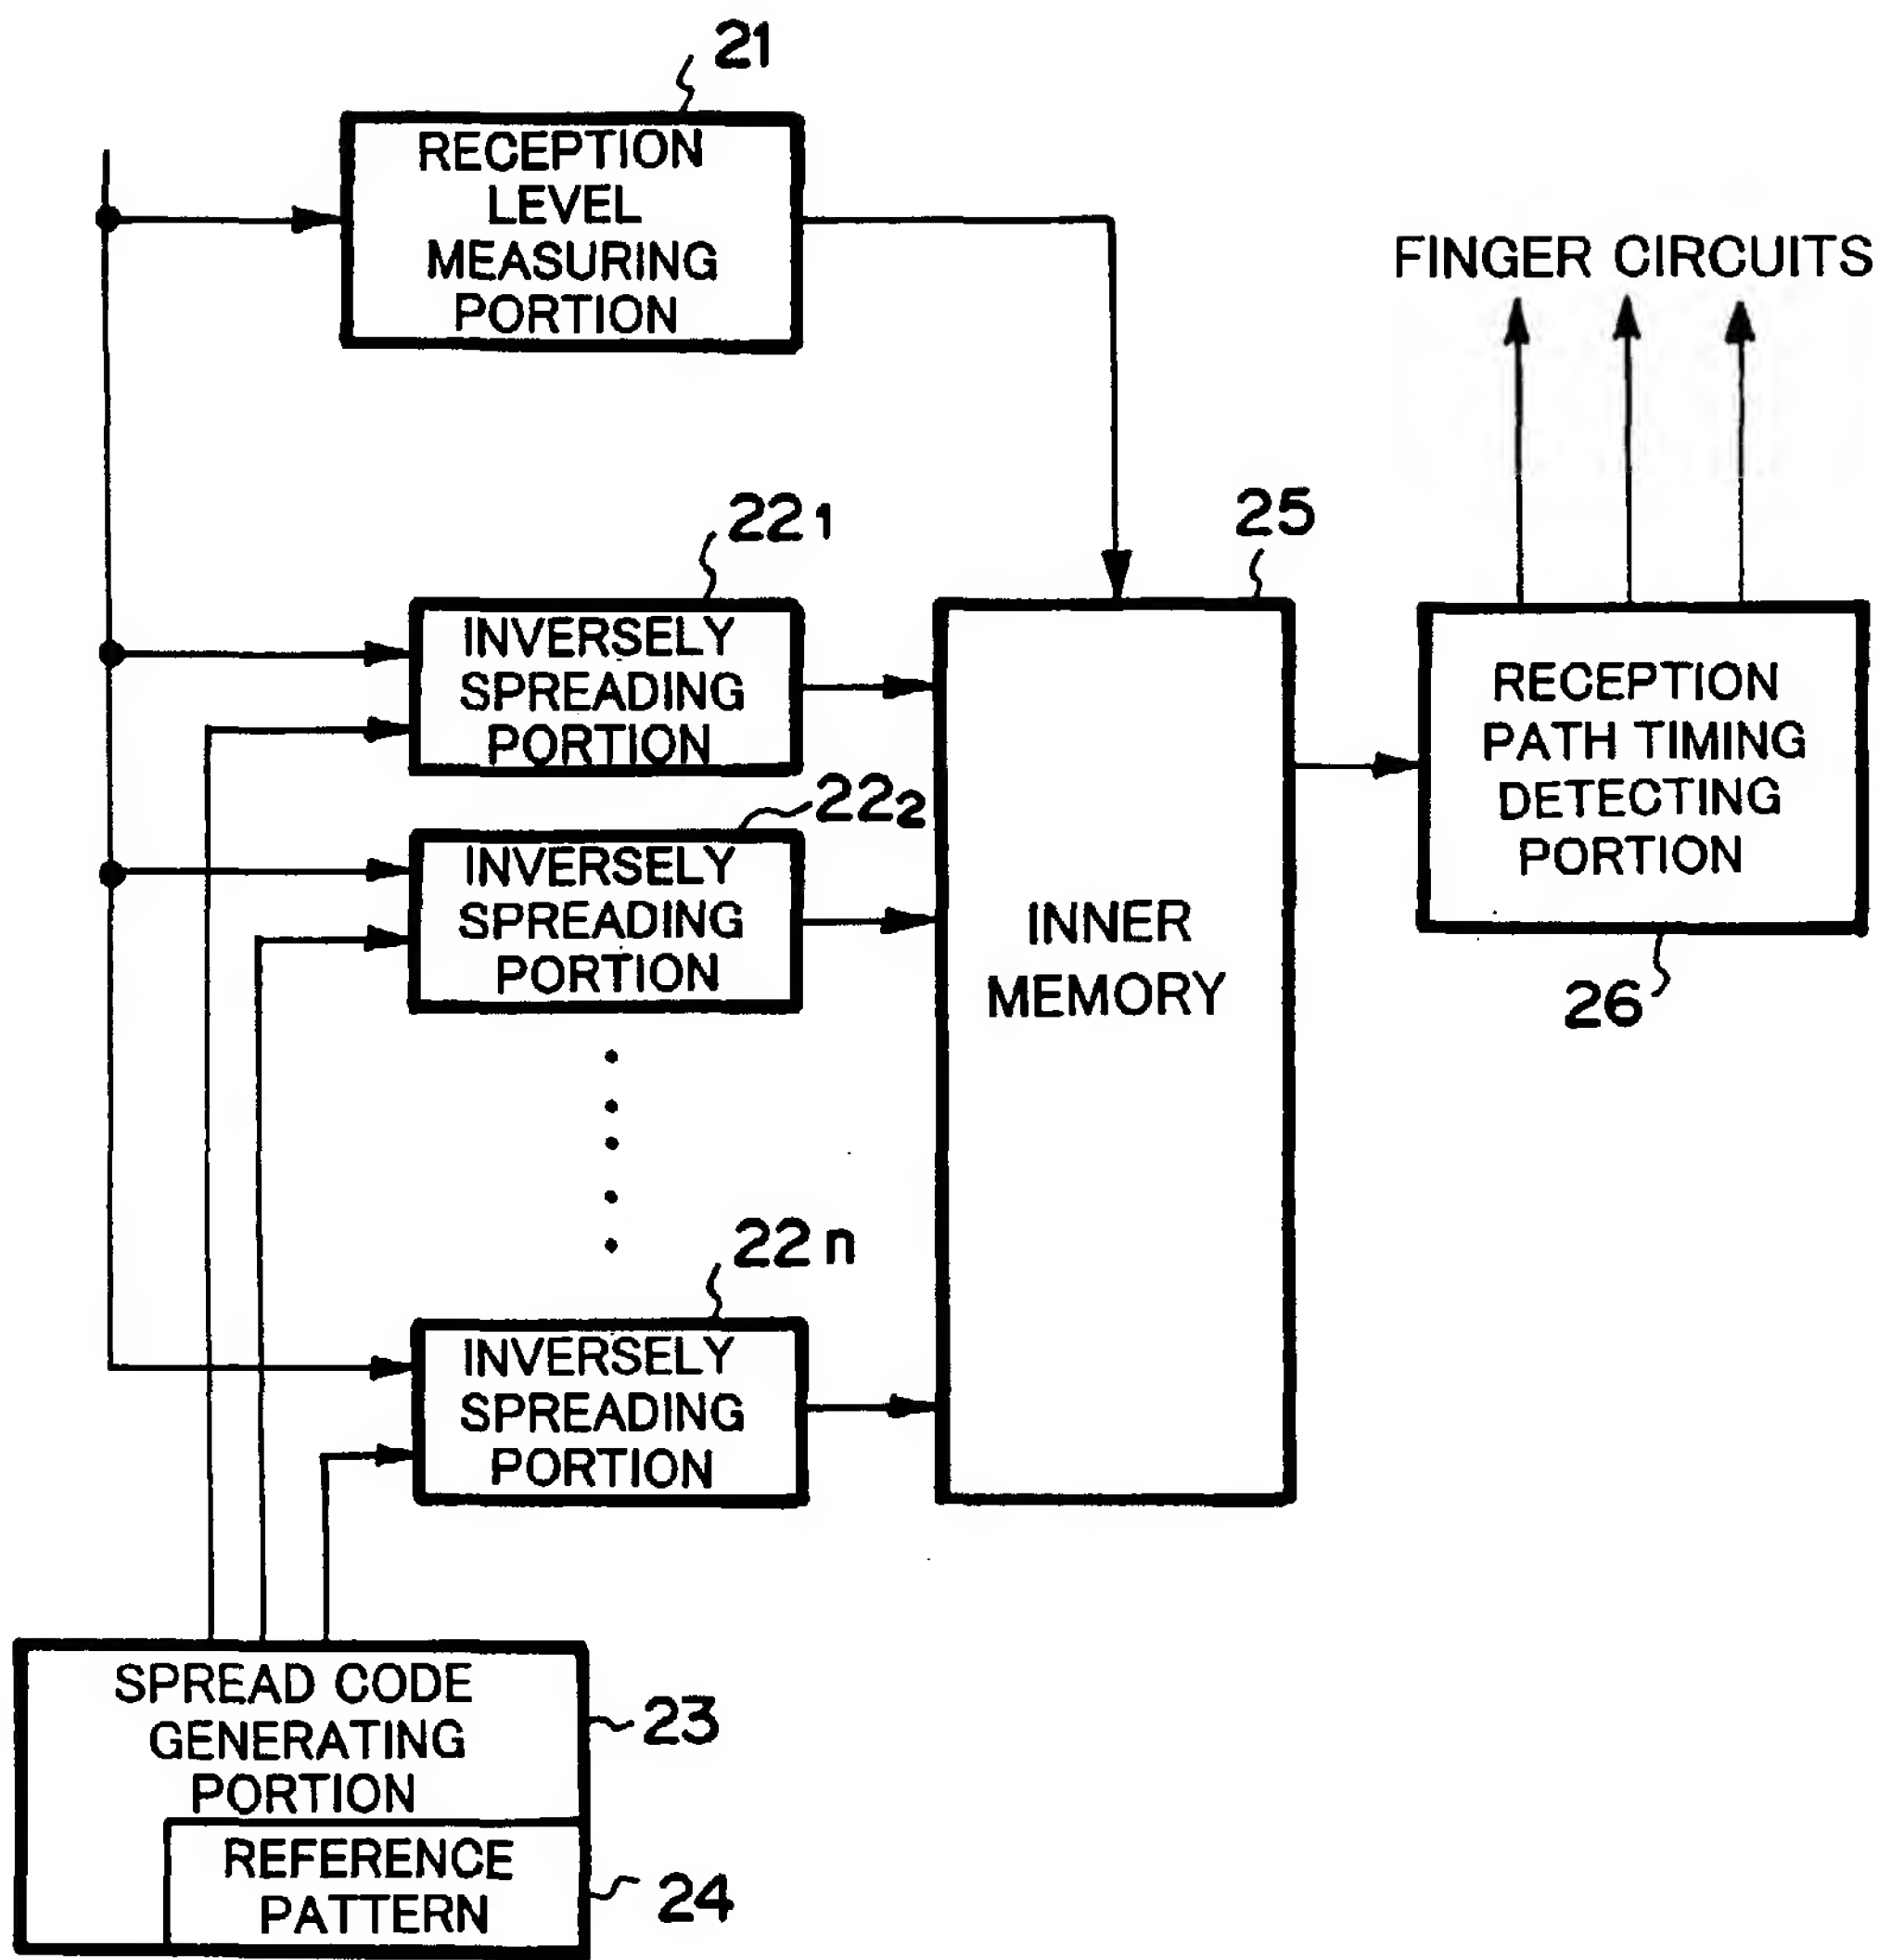 21
RECEPTION
LEVEL
MEASURING
PORTION
FINGER CIRCUITS
22₁
25
INVERSELY
SPREADING
PORTION
RECEPTION
PATH TIMING
DETECTING
PORTION
22₂
INVERSELY
SPREADING
PORTION
INNER
MEMORY
26
22n
INVERSELY
SPREADING
PORTION
SPREAD CODE
GENERATING
PORTION
23
REFERENCE
PATTERN
24